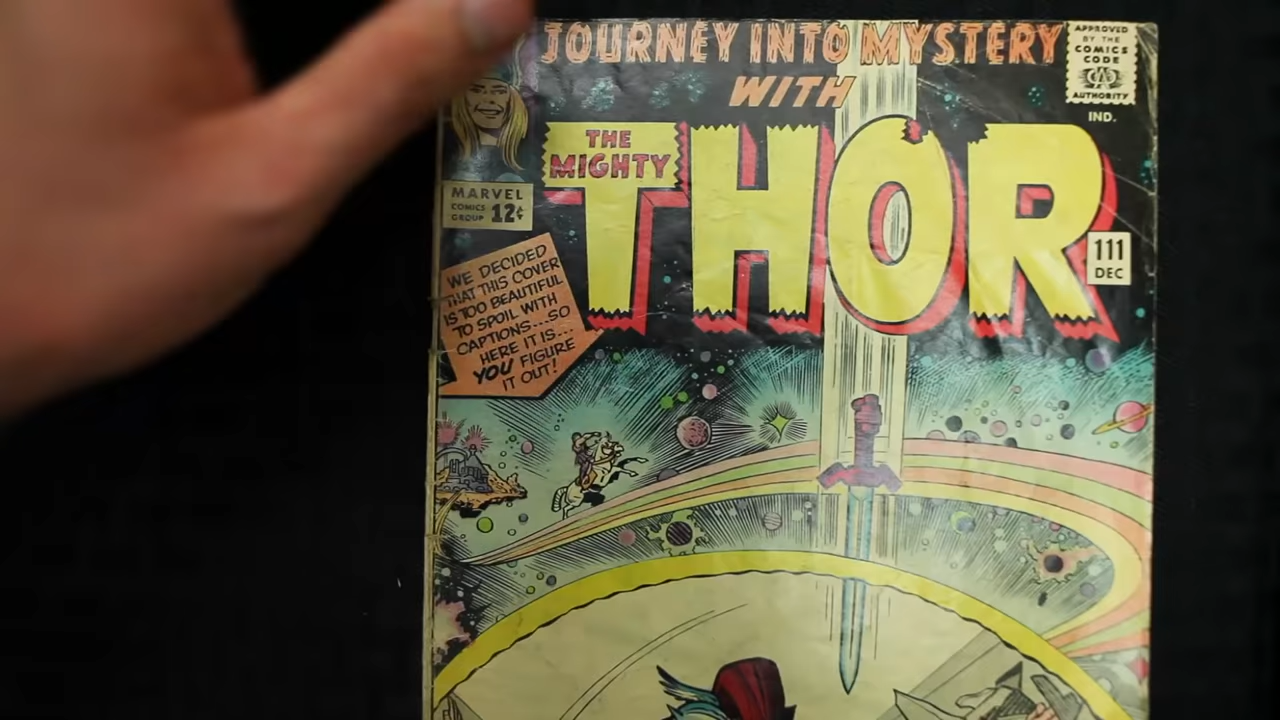 JOURNEY INTO MYSTERY
WITH
THE
MIGHTY
THOR
APPROVED
BY THE
COMICS
CODE
CA
AUTHORITY
IND.
MARVEL
COMICS
GROUP 12¢
111
DEC
WE DECIDED
THAT THIS COVER
IS TOO BEAUTIFUL
TO SPOIL WITH
CAPTIONS...SO
HERE IT IS...
YOU FIGURE
IT OUT!